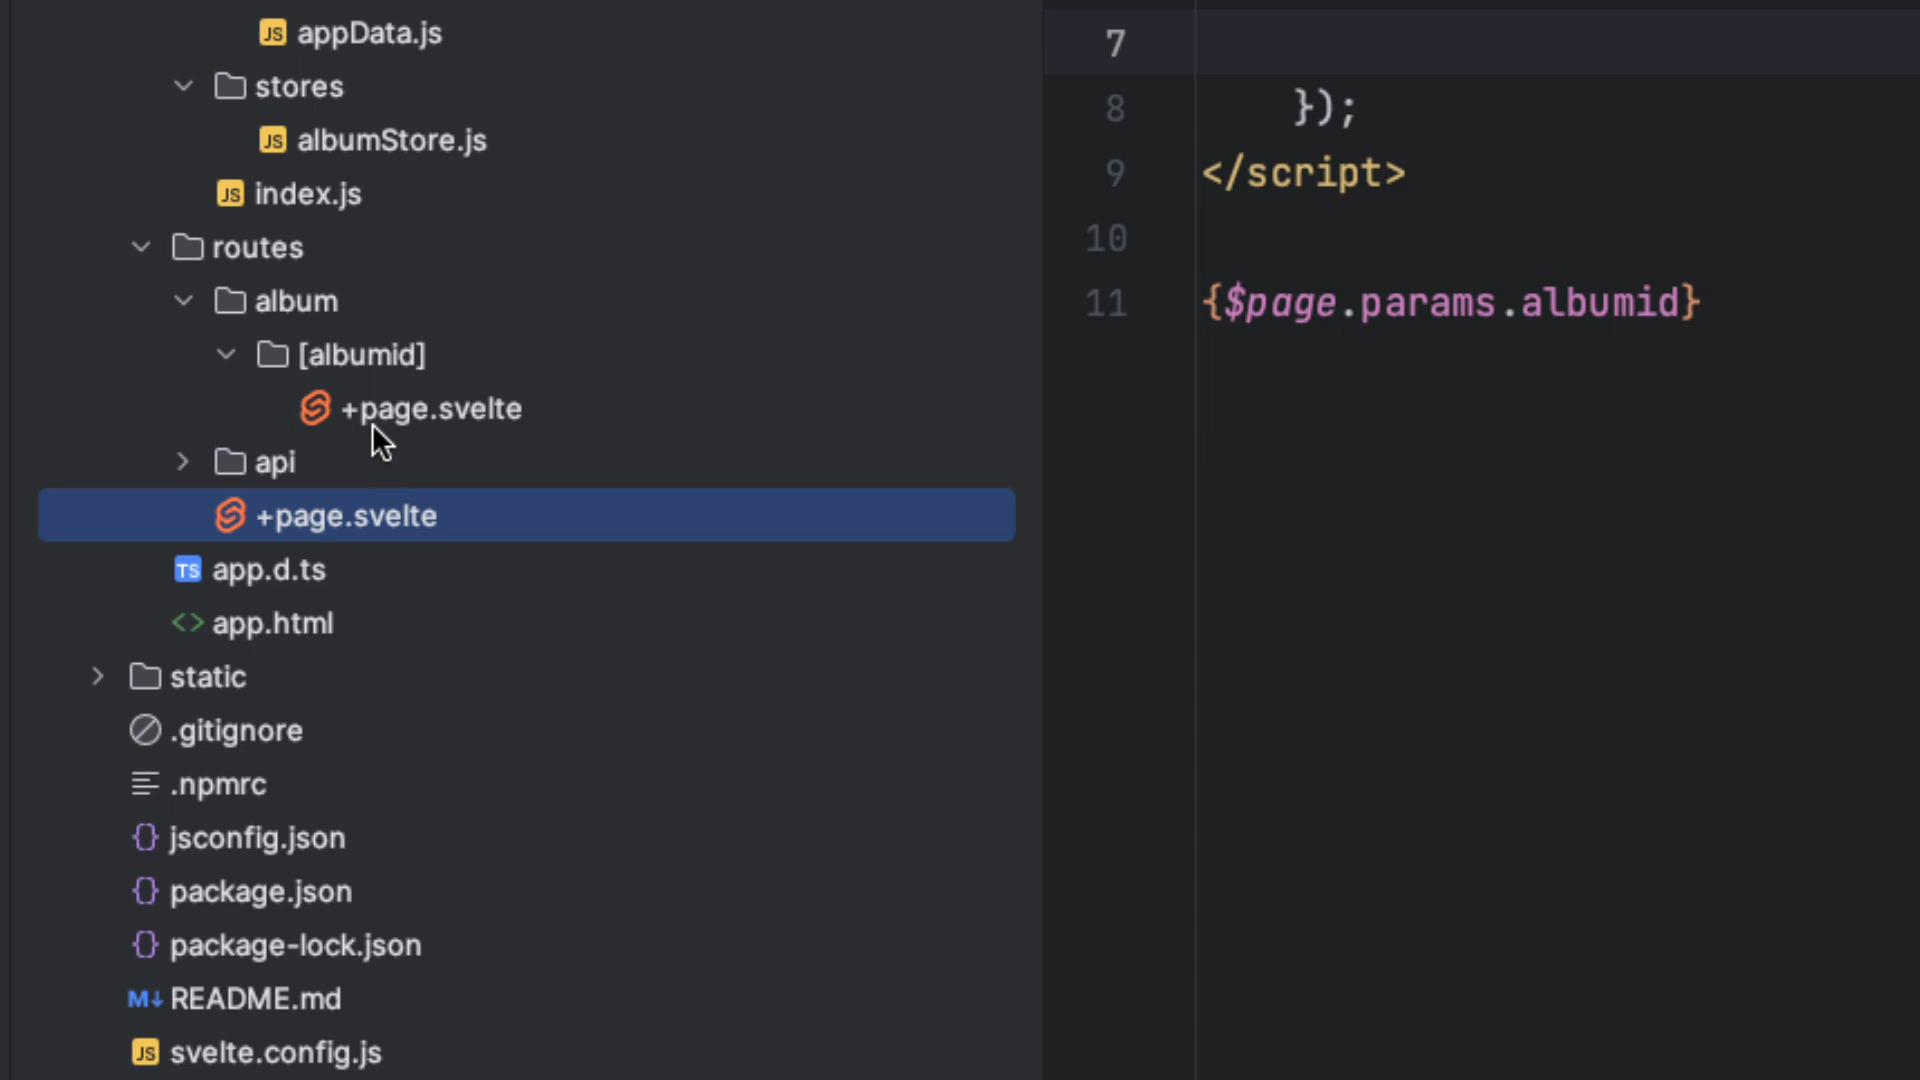 appData.js
stores
albumStore.js
index.js
routes
album
[albumid]
+page.svelte
api
+page.svelte
app.d.ts
app.html
static
.gitignore
.npmrc
jsconfig.json
package.json
package-lock.json
README.md
svelte.config.js
7
8 });
9 </script>
10
11 {$page.params.albumid}